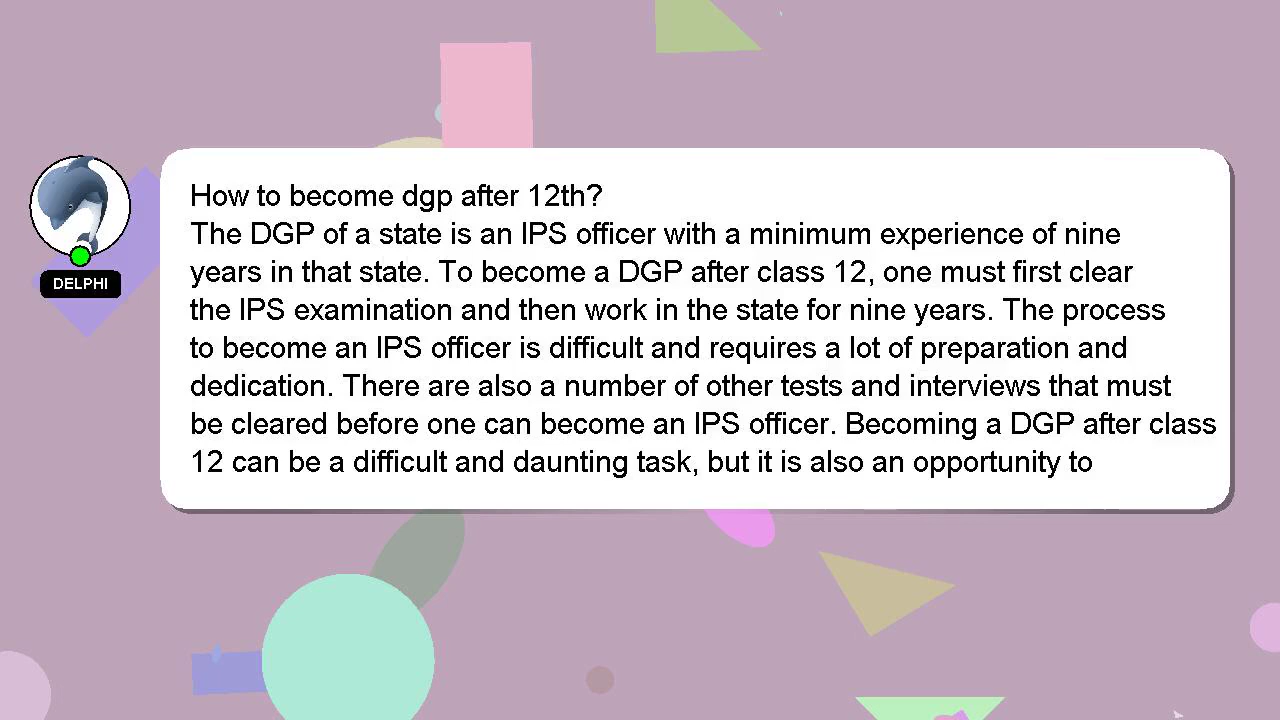 How to become dgp after 12th?
The DGP of a state is an IPS officer with a minimum experience of nine
years in that state. To become a DGP after class 12, one must first clear
the IPS examination and then work in the state for nine years. The process
to become an IPS officer is difficult and requires a lot of preparation and
dedication. There are also a number of other tests and interviews that must
be cleared before one can become an IPS officer. Becoming a DGP after class
12 can be a difficult and daunting task, but it is also an opportunity to
DELPHI